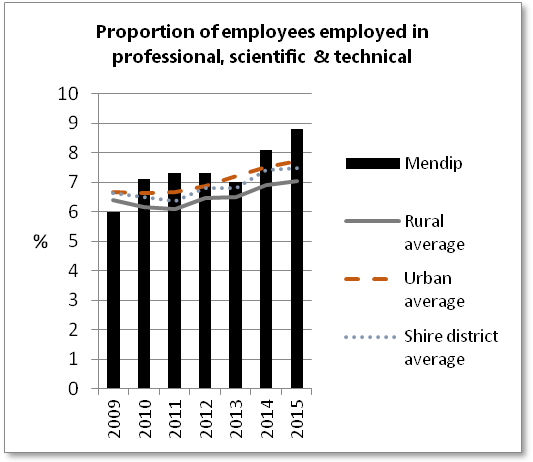 Proportion of employees employed in
professional, scientific & technical
10
9
8
7
6
5
4
3
2
1
0
%
2009
2010
2011
2012
2013
2014
2015
Mendip
Rural
average
Urban
average
Shire district
average